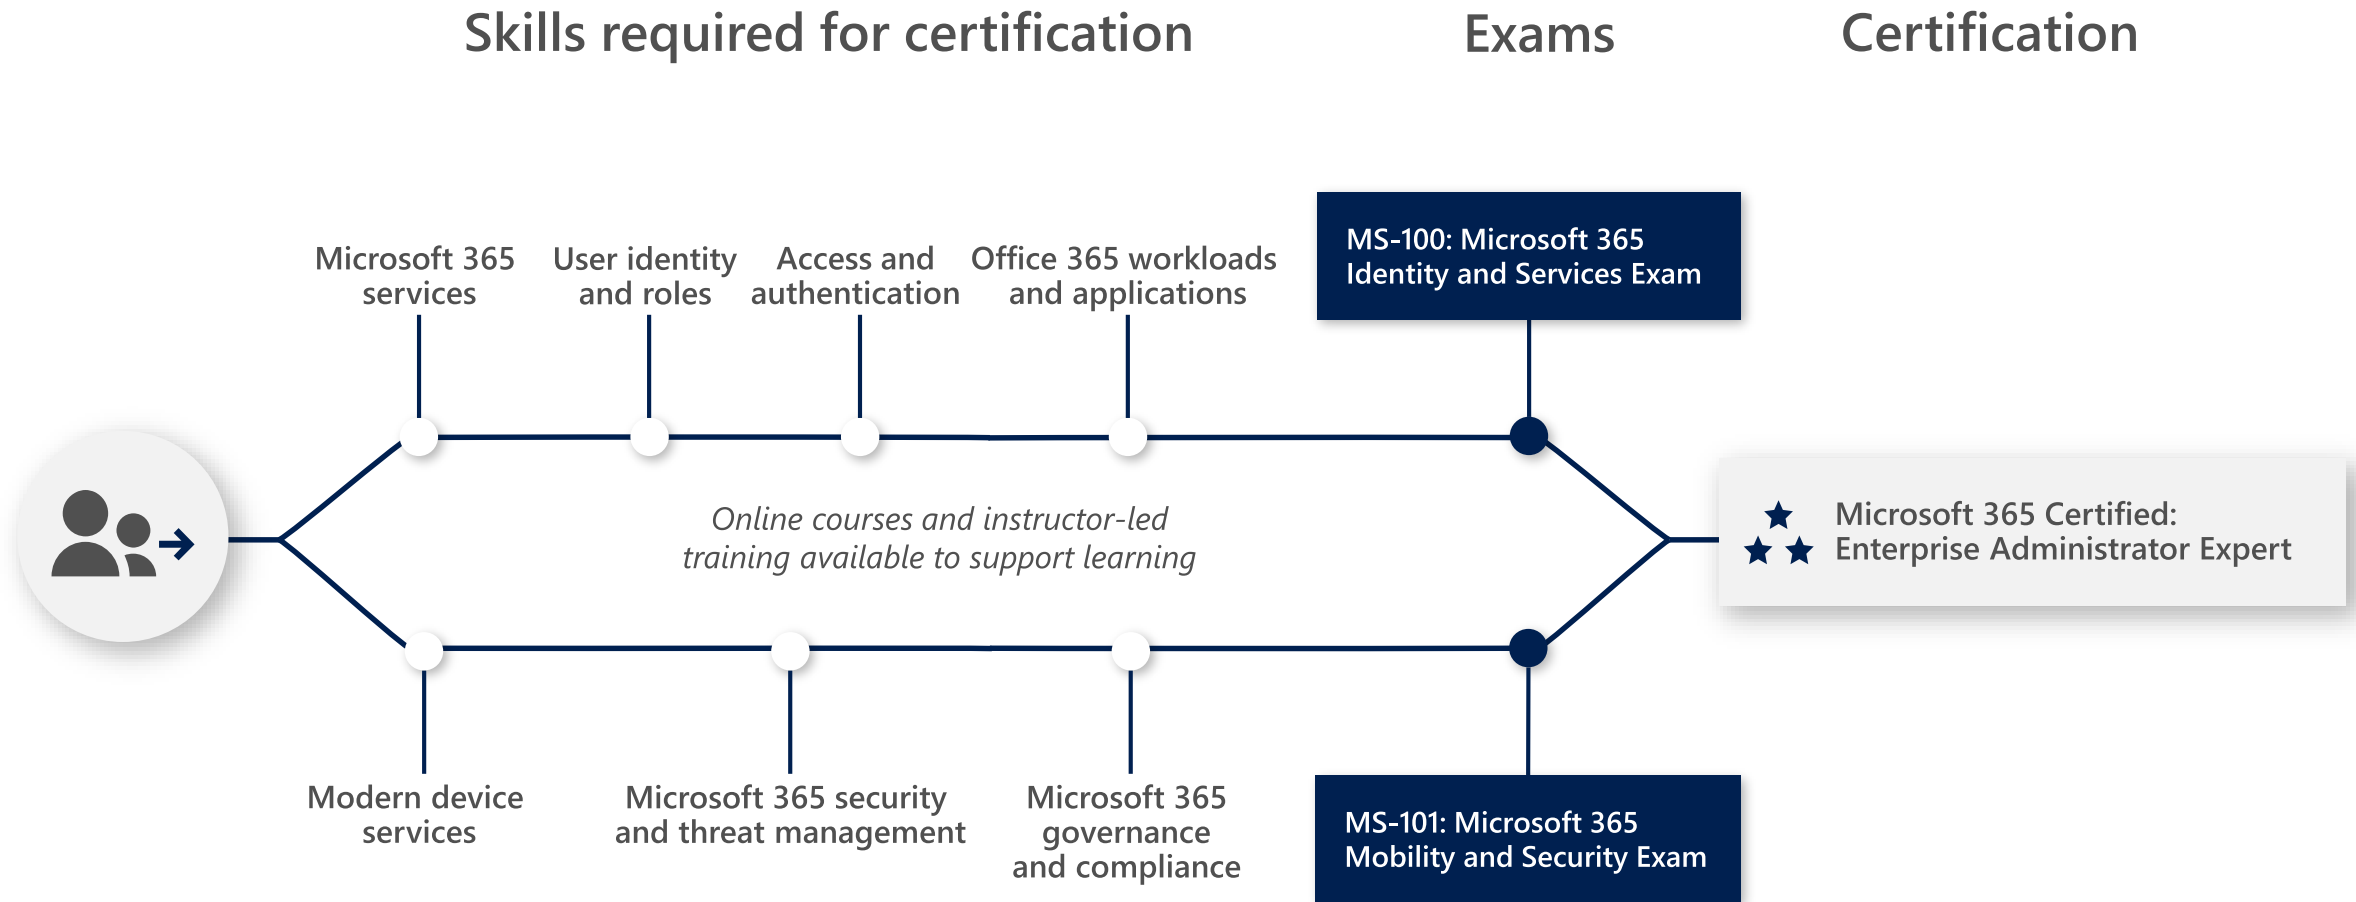 Skills required for certification
Exams
Certification
Microsoft 365
services
User identity
and roles
Access and
authentication
Office 365 workloads
and applications
MS-100: Microsoft 365
Identity and Services Exam
Online courses and instructor-led
training available to support learning
Microsoft 365 Certified:
Enterprise Administrator Expert
Modern device
services
Microsoft 365 security
and threat management
Microsoft 365
governance
and compliance
MS-101: Microsoft 365
Mobility and Security Exam